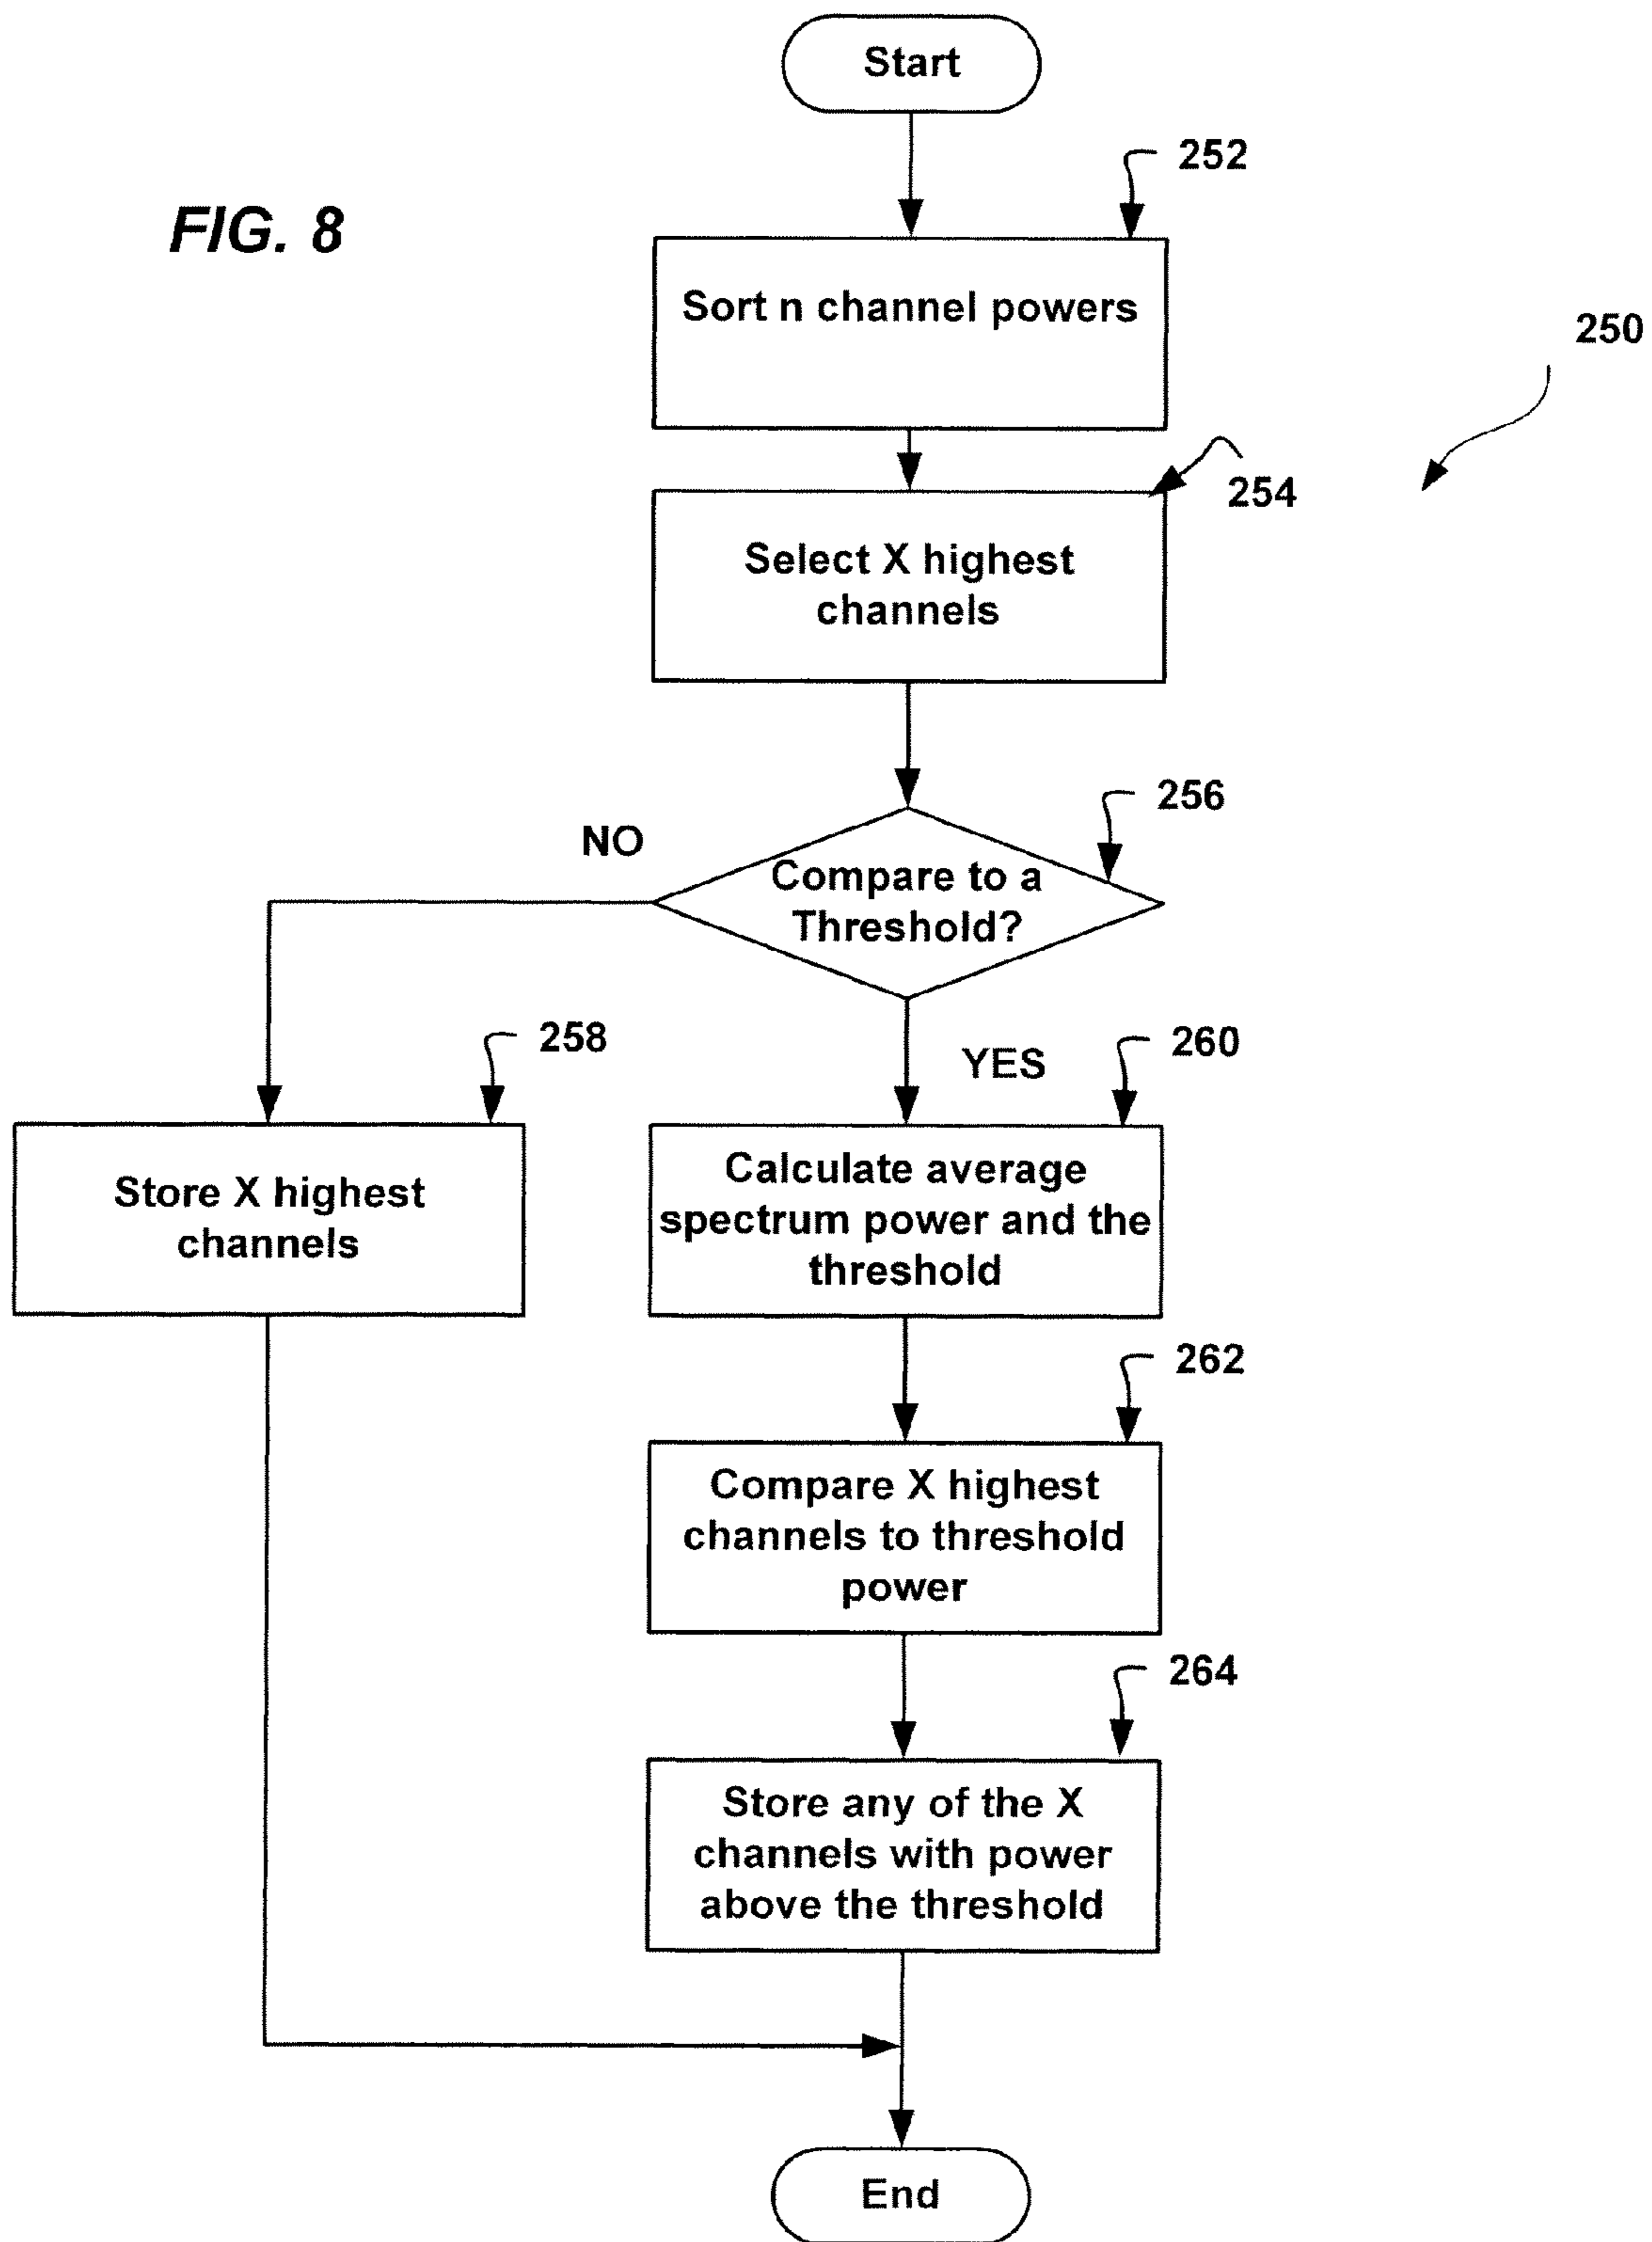 Start
252
FIG. 8
Sort n channel powers
250
254
Select X highest
channels
256
NO
Compare to a
Threshold?
258
YES
260
Store X highest
channels
Calculate average
spectrum power and the
threshold
262
Compare X highest
channels to threshold
power
264
Store any of the X
channels with power
above the threshold
End